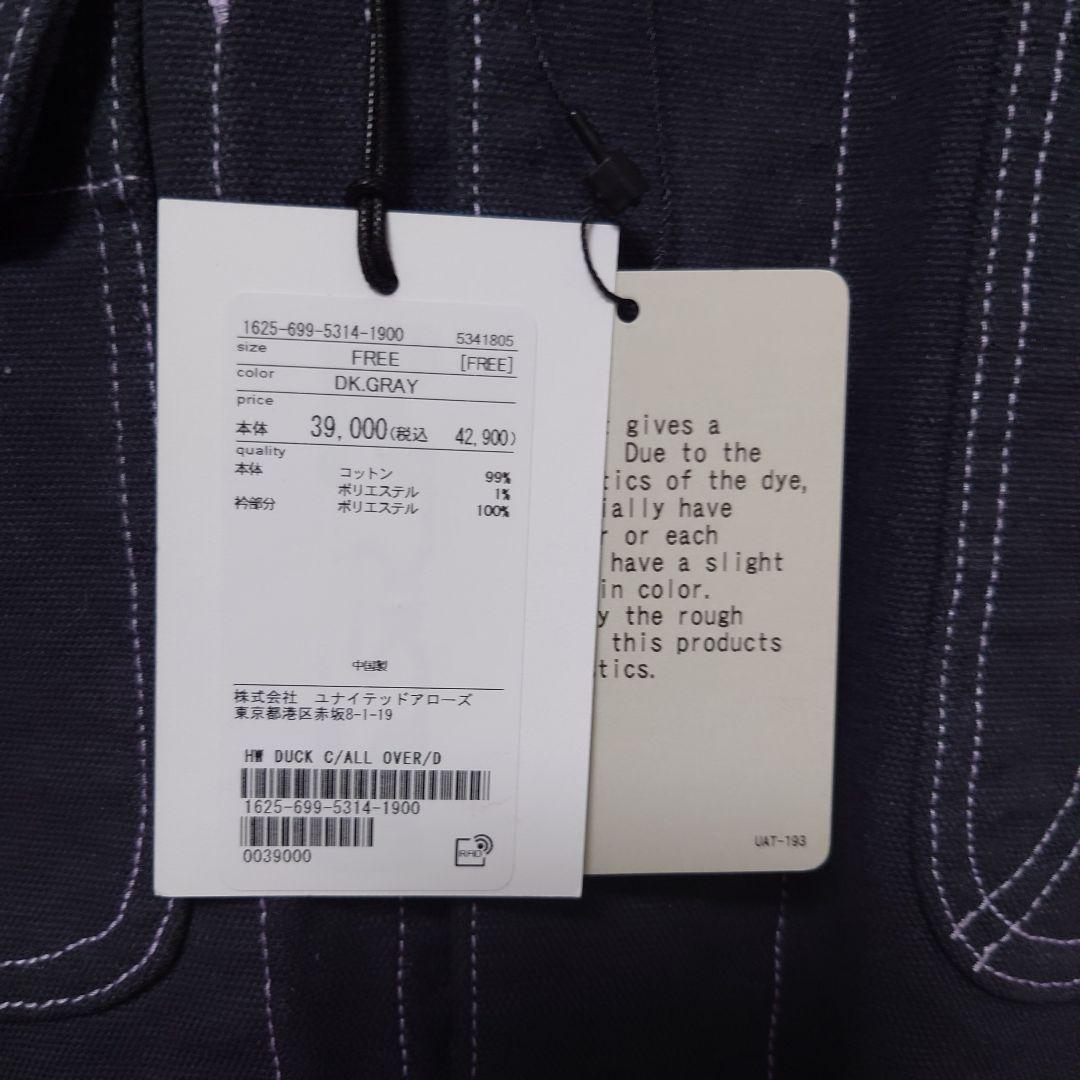 1625-699-5314-1900 5341805
size FREE [FREE]
color DK.GRAY
price
本体 39,000(税込 42,900)
quality
本体 コットン 99%
ポリエステル 1%
衿部分 ポリエステル 100%
中国製
株式会社 ユナイテッドアローズ
東京都港区赤坂8-1-19
HW DUCK C/ALL OVER/D
1625-699-5314-1900
0039000
RFID
gives a
Due to the
tics of the dye,
ially have
r or each
have a slight
in color.
y the rough
this products
tics.
UAT-193